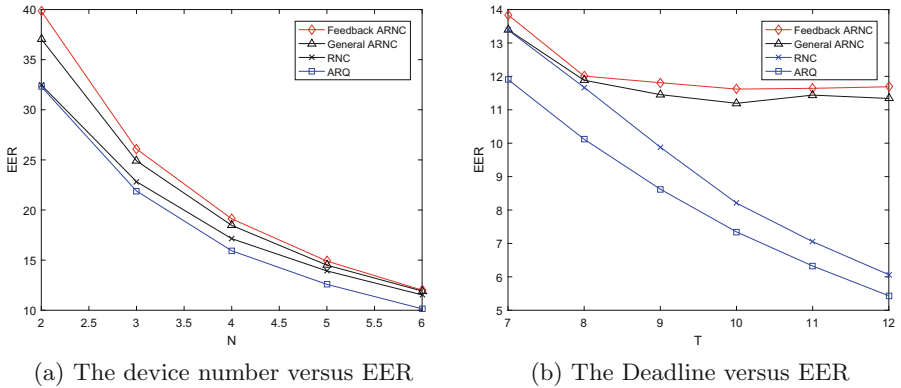 40
35
30
25
20
15
10
EER
2
2.5
3
3.5
4
4.5
5
5.5
6
N
Feedback ARNC
General ARNC
RNC
ARQ
(a) The device number versus EER
14
13
12
11
10
9
8
7
6
5
EER
7
8
9
10
11
12
T
Feedback ARNC
General ARNC
RNC
ARQ
(b) The Deadline versus EER